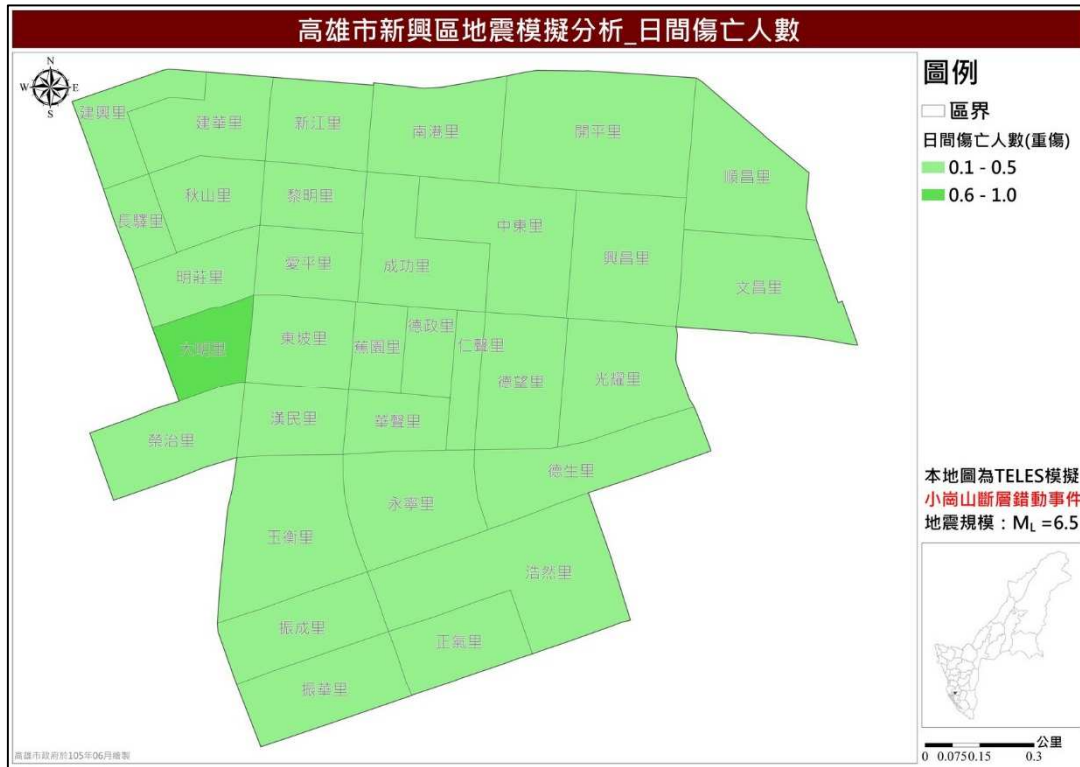 高雄市新興區地震模擬分析_日間傷亡人數
N
W
E
S
圖例
區界
日間傷亡人數(重傷)
0.1 - 0.5
0.6 - 1.0
建興里
建華里
新江里
南港里
開平里
順昌里
長驛里
秋山里
黎明里
中東里
興昌里
文昌里
明莊里
愛平里
成功里
大明里
東坡里
蕉園里
德政里
仁聲里
德望里
光耀里
榮治里
漢民里
華聲里
德生里
玉衡里
永寧里
浩然里
振成里
正氣里
振華里
本地圖為TELES模擬
小崗山斷層錯動事件
地震規模：ML =6.5
公里
0 0.075 0.15 0.3
高雄市政府於105年06月繪製